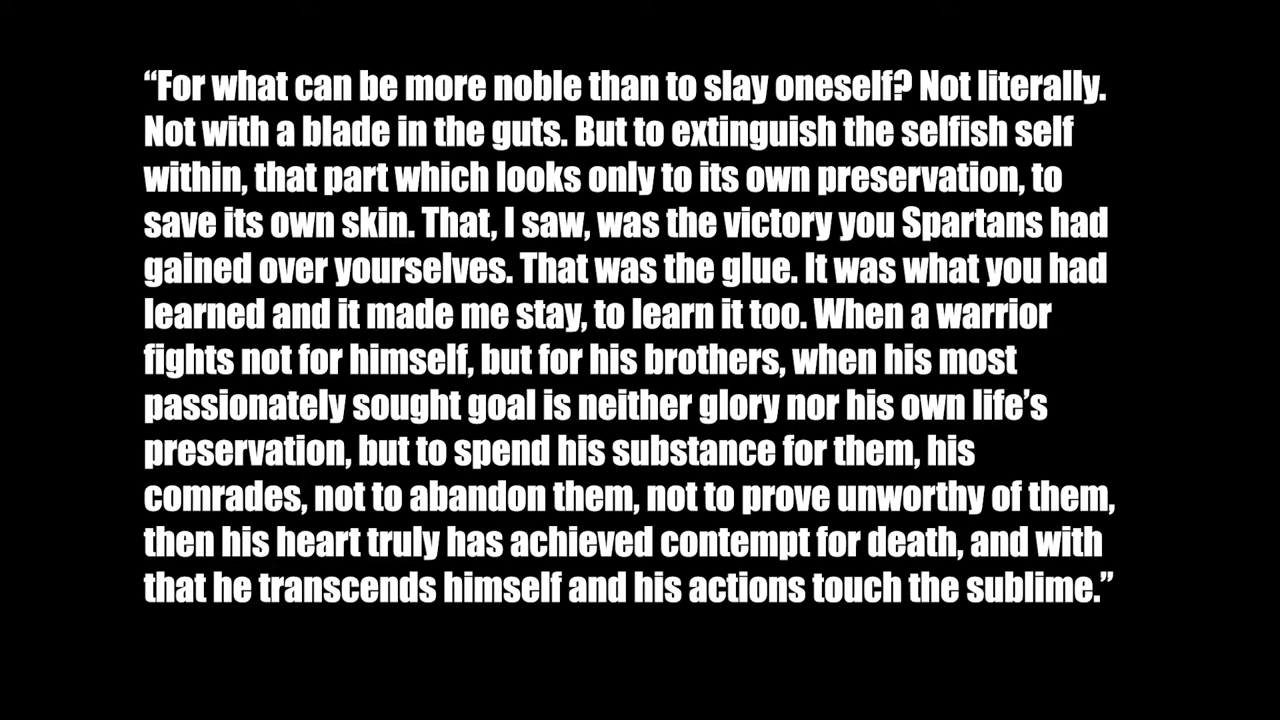 “For what can be more noble than to slay oneself? Not literally.
Not with a blade in the guts. But to extinguish the selfish self
within, that part which looks only to its own preservation, to
save its own skin. That, I saw, was the victory you Spartans had
gained over yourselves. That was the glue. It was what you had
learned and it made me stay, to learn it too. When a warrior
fights not for himself, but for his brothers, when his most
passionately sought goal is neither glory nor his own life’s
preservation, but to spend his substance for them, his
comrades, not to abandon them, not to prove unworthy of them,
then his heart truly has achieved contempt for death, and with
that he transcends himself and his actions touch the sublime.”